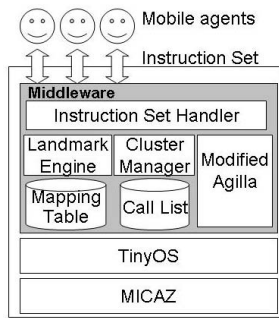 Mobile agents
Instruction Set
Middleware
Instruction Set Handler
Landmark
Engine
Cluster
Manager
Modified
Agilla
Mapping
Table
Call List
TinyOS
MICAZ